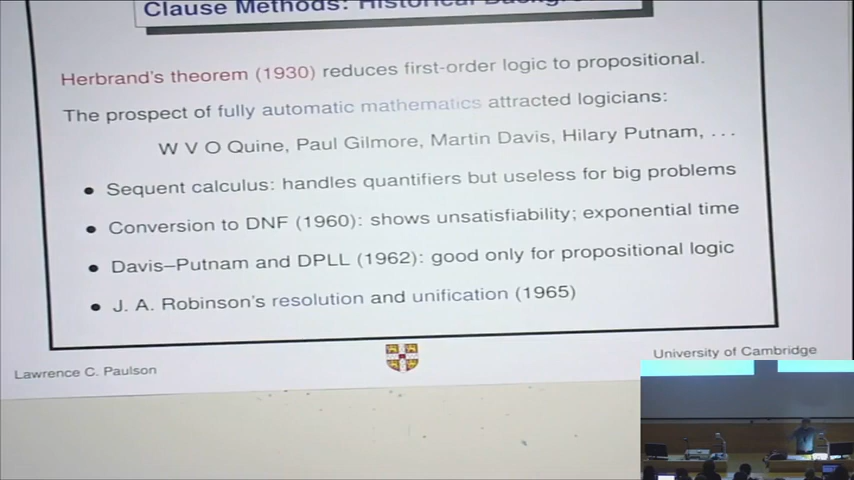 Clause Methods: Historical Background
Herbrand's theorem (1930) reduces first-order logic to propositional.
The prospect of fully automatic mathematics attracted logicians:
W V O Quine, Paul Gilmore, Martin Davis, Hilary Putnam, ...
• Sequent calculus: handles quantifiers but useless for big problems
• Conversion to DNF (1960): shows unsatisfiability; exponential time
• Davis–Putnam and DPLL (1962): good only for propositional logic
• J. A. Robinson's resolution and unification (1965)
Lawrence C. Paulson
University of Cambridge